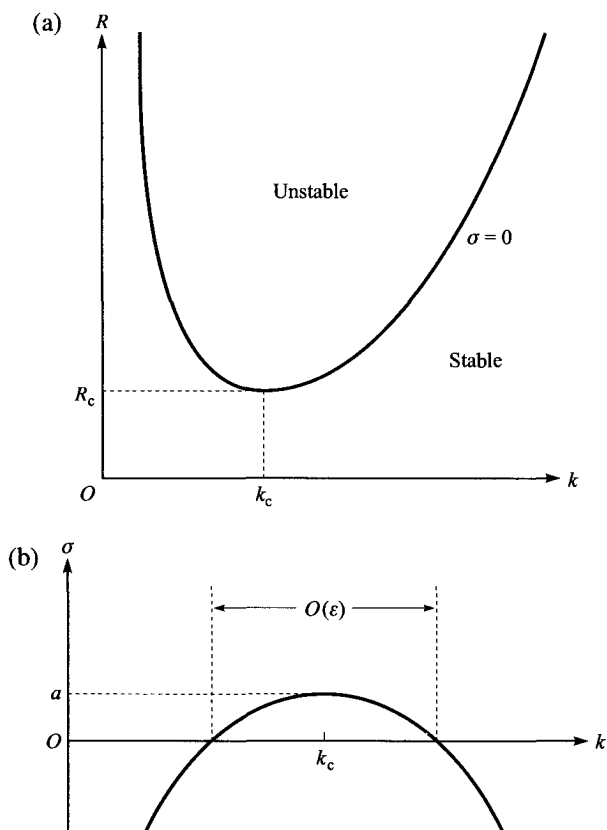 (a)
R
Unstable
σ = 0
Stable
R_c
O
k_c
k
(b)
σ
O(ε)
a
O
k_c
k